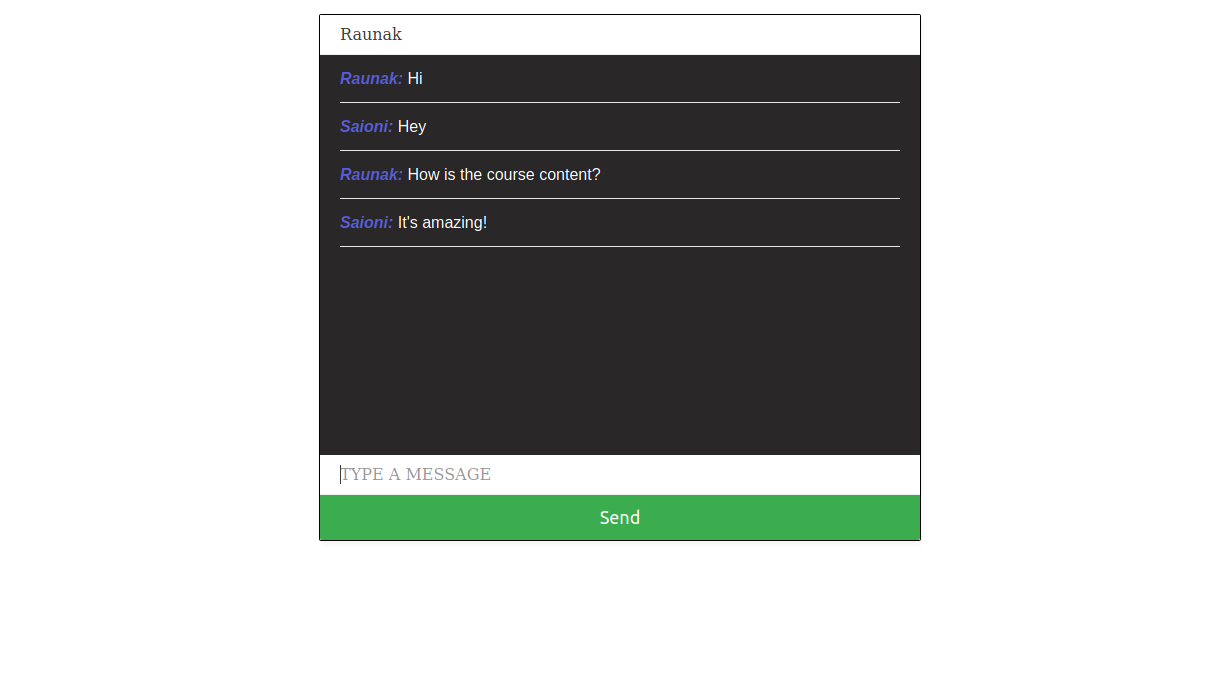 Raunak
Raunak: Hi
Saioni: Hey
Raunak: How is the course content?
Saioni: It's amazing!
TYPE A MESSAGE
Send